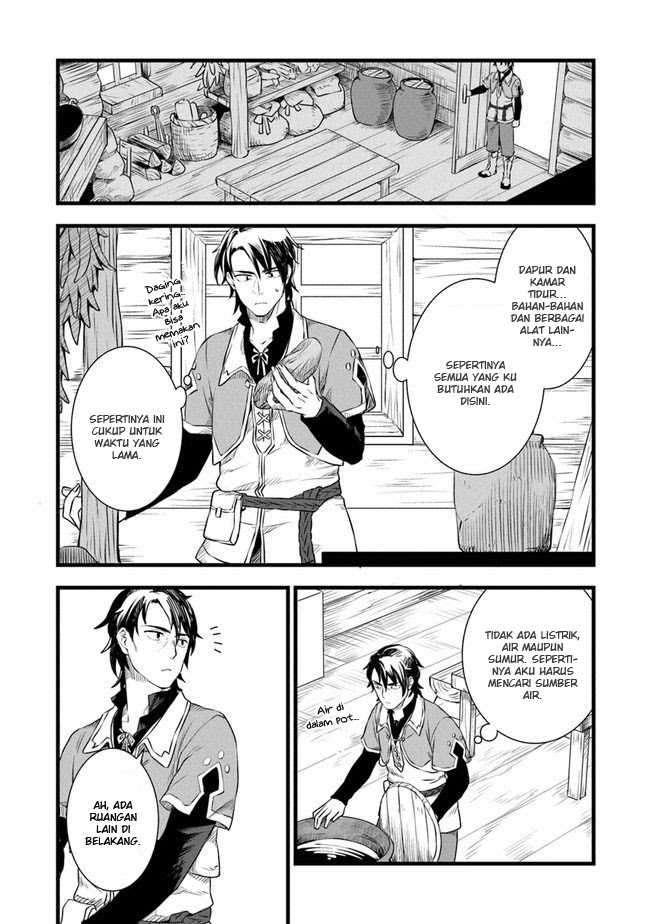 DAPUR DAN
KAMAR
TIDUR...
BAHAN-BAHAN
DAN BERBAGAI
ALAT LAIN-
NYA...
SEPERTINYA
SEMUA YANG KU
BUTUHKAN ADA
DISINI.
Daging
kering..
Apa aku
Bisa
memakan
ini?
SEPERTINYA INI
CUKUP UNTUK
WAKTU YANG
LAMA.
TIDAK ADA LISTRIK,
AIR MAUPUN
SUMUR. SEPERTI-
NYA AKU HARUS
MENCARI SUMBER
AIR.
Air di
dalam pot...
AH, ADA
RUANGAN
LAIN DI
BELAKANG.